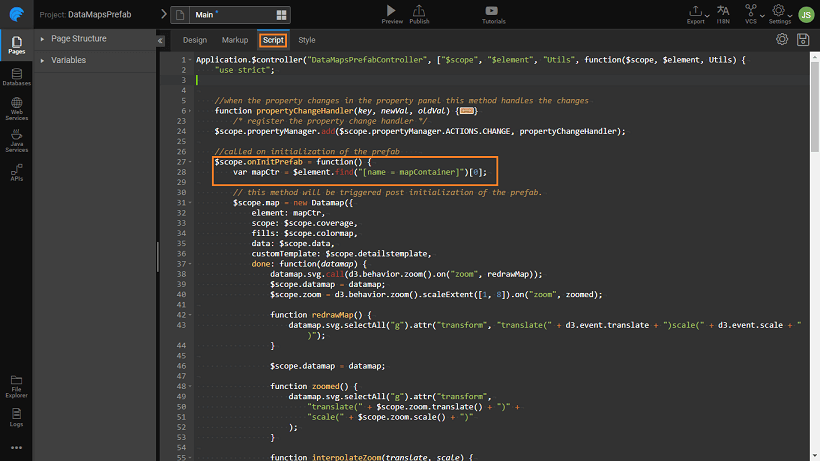 Project: DataMapsPrefab
Main *
Preview
Publish
Tutorials
Export
I18N
VCS
Settings
JS
Pages
Databases
Web
Services
Java
Services
APIs
File
Explorer
Logs
Page Structure
Variables
Design
Markup
Script
Style
1 Application.$controller("DataMapsPrefabController", ["$scope", "$element", "Utils", function($scope, $element, Utils) {
2 "use strict";
3
4
5 //when the property changes in the property panel this method handles the changes
6 function propertyChangeHandler(key, newVal, oldVal) {
23 /* register the property change handler */
24 $scope.propertyManager.add($scope.propertyManager.ACTIONS.CHANGE, propertyChangeHandler);
25
26 //called on initialization of the prefab
27 $scope.onInitPrefab = function() {
28 var mapCtr = $element.find("[name = mapContainer]")[0];
29
30 // this method will be triggered post initialization of the prefab.
31 $scope.map = new Datamap({
32 element: mapCtr,
33 scope: $scope.coverage,
34 fills: $scope.colormap,
35 data: $scope.data,
36 customTemplate: $scope.detailstemplate,
37 done: function(datamap) {
38 datamap.svg.call(d3.behavior.zoom().on("zoom", redrawMap));
39 $scope.datamap = datamap;
40 $scope.zoom = d3.behavior.zoom().scaleExtent([1, 8]).on("zoom", zoomed);
41
42 function redrawMap() {
43 datamap.svg.selectAll("g").attr("transform", "translate(" + d3.event.translate + ")scale(" + d3.event.scale + "
)");
44 }
45
46 $scope.datamap = datamap;
47
48 function zoomed() {
49 datamap.svg.selectAll("g").attr("transform",
50 "translate(" + $scope.zoom.translate() + ")" +
51 "scale(" + $scope.zoom.scale() + ")"
52 );
53 }
54
55 function interpolateZoom(translate, scale) {